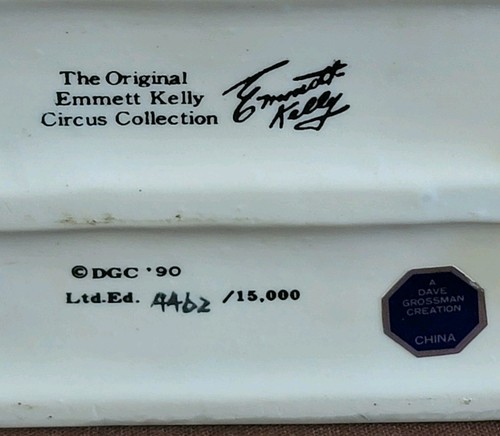 The Original
Emmett Kelly
Circus Collection
Emmett
Kelly
©DGC '90
Ltd.Ed. 4462 /15,000
A
DAVE
GROSSMAN
CREATION
CHINA